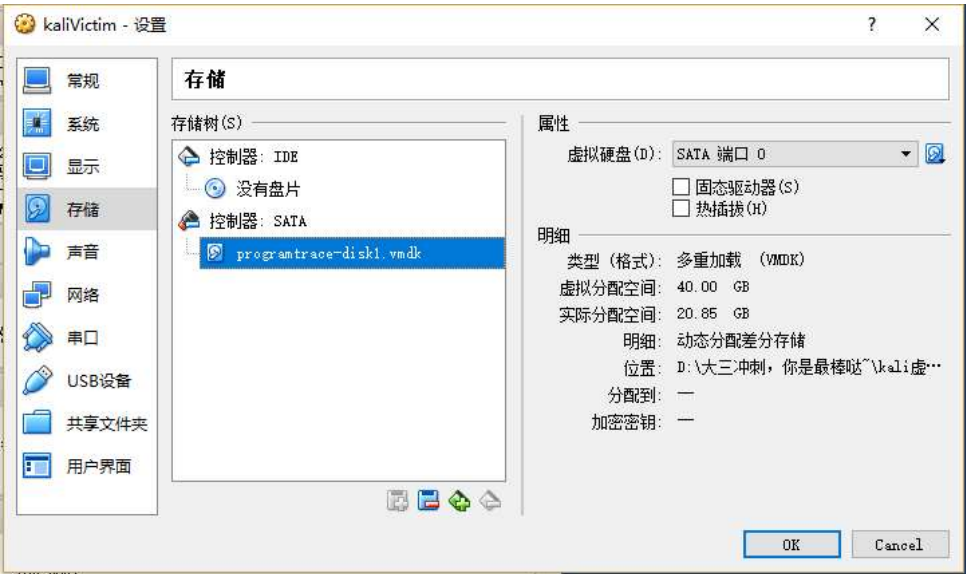 kaliVictim - 设置
?
常规
系统
显示
存储
声音
网络
串口
USB设备
共享文件夹
用户界面
存储
存储树(S)
控制器: IDE
没有盘片
控制器: SATA
programtrace-disk1.vmdk
属性
虚拟硬盘(D): SATA 端口 0
固态驱动器(S)
热插拔(H)
明细
类型 (格式): 多重加载 (VMDK)
虚拟分配空间: 40.00 GB
实际分配空间: 20.85 GB
明细: 动态分配差分存储
位置: D:\大三冲刺, 你是最棒哒~\kali虚…
分配到: —
加密密钥: —
OK
Cancel